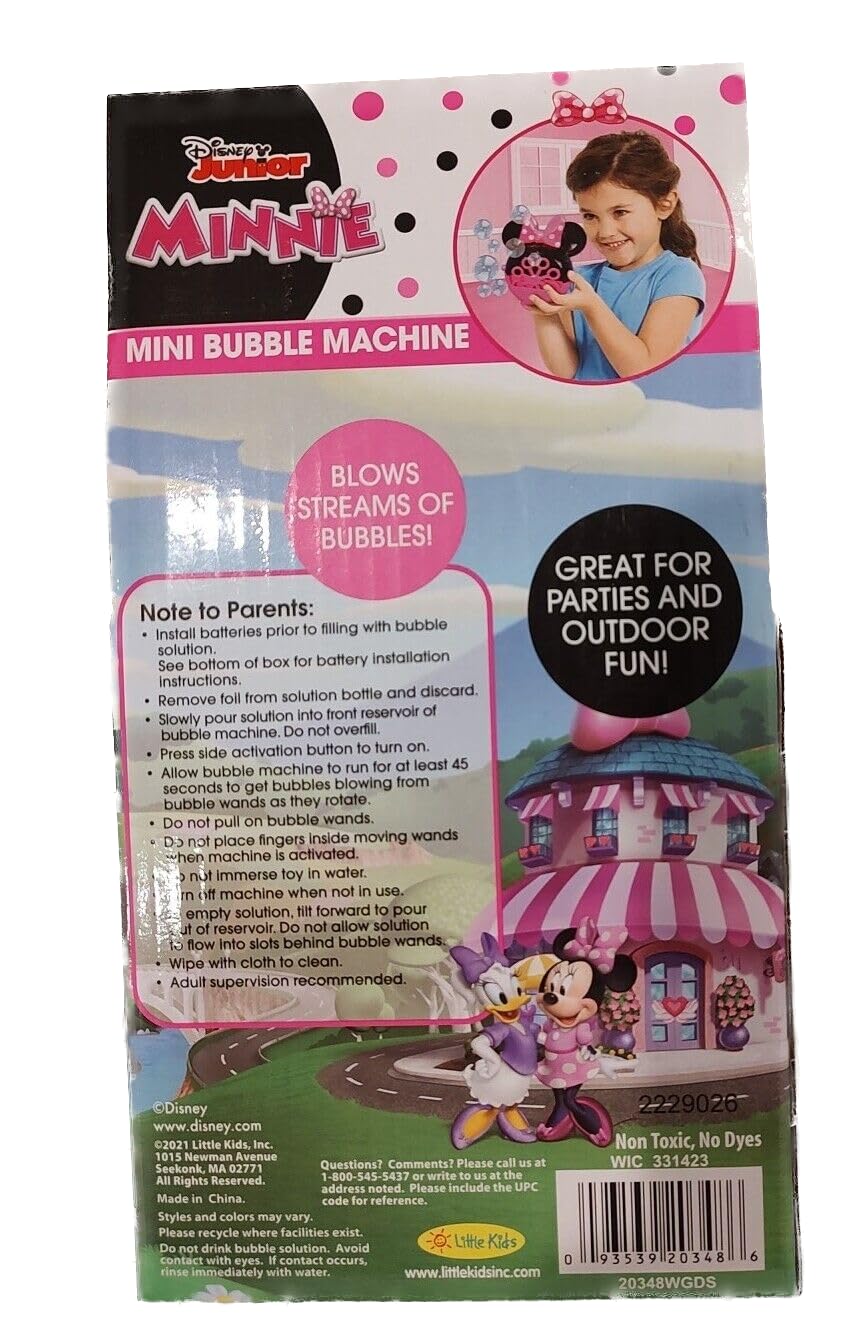 Disney
Junior
MINNIE
MINI BUBBLE MACHINE
BLOWS
STREAMS OF
BUBBLES!
GREAT FOR
PARTIES AND
OUTDOOR
FUN!
Note to Parents:
• Install batteries prior to filling with bubble
solution.
See bottom of box for battery installation
instructions.
• Remove foil from solution bottle and discard.
• Slowly pour solution into front reservoir of
bubble machine. Do not overfill.
• Press side activation button to turn on.
• Allow bubble machine to run for at least 45
seconds to get bubbles blowing from
bubble wands as they rotate.
• Do not pull on bubble wands.
• Do not place fingers inside moving wands
when machine is activated.
not immerse toy in water.
off machine when not in use.
empty solution, tilt forward to pour
out of reservoir. Do not allow solution
to flow into slots behind bubble wands.
• Wipe with cloth to clean.
• Adult supervision recommended.
©Disney
www.disney.com
©2021 Little Kids, Inc.
1015 Newman Avenue
Seekonk, MA 02771
All Rights Reserved.
Made in China.
Styles and colors may vary.
Please recycle where facilities exist.
Do not drink bubble solution. Avoid
contact with eyes. If contact occurs,
rinse immediately with water.
Questions? Comments? Please call us at
1-800-545-5437 or write to us at the
address noted. Please include the UPC
code for reference.
Little Kids
www.littlekidsinc.com
2229026
Non Toxic, No Dyes
WIC 331423
0 93539 20348 6
20348WGDS